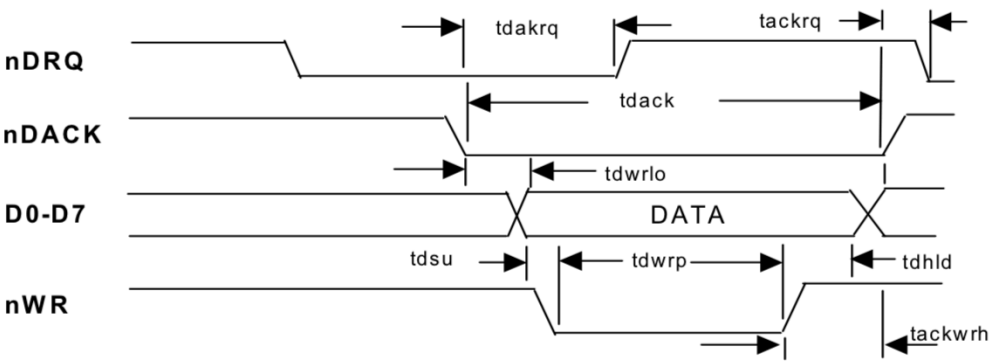 tdakrq tackrq
nDRQ
tdack
nDACK
tdwrlo
D0-D7 DATA
tdsu tdwrp tdhld
nWR
tackwrh